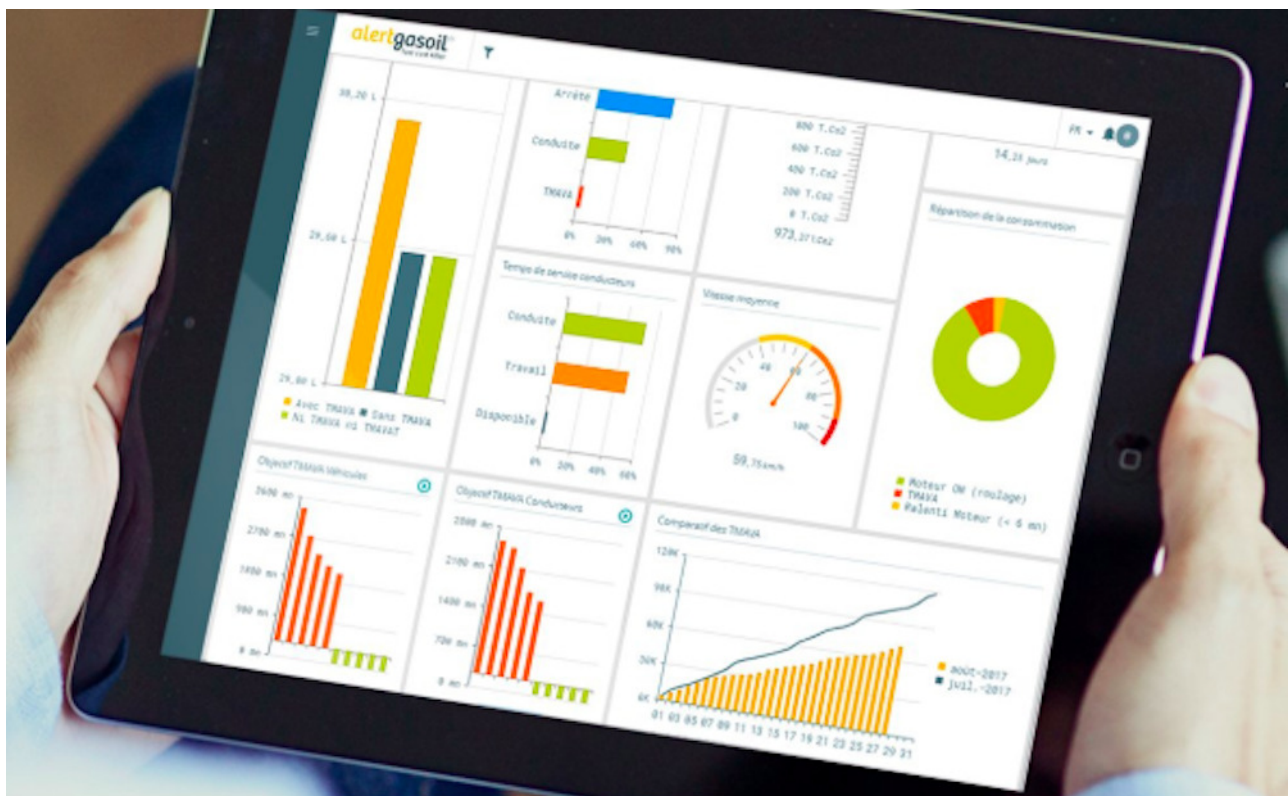 alertgasoil
FR
30,20 L
29,60 L
29,00 L
Avec TMAVA
Sans TMAVA
Ni TMAVA ni TMAVAT
Arrête
Conduite
TMAVA
0%
30%
60%
90%
800 T.Co2
600 T.Co2
400 T.Co2
200 T.Co2
0 T.Co2
973,37 t.Co2
jours
Répartition de la consommation
Moteur ON (roulage)
TMAVA
Ralenti Moteur (< 6 mn)
Temps de service conducteurs
Conduite
Travail
Disponible
0%
20%
40%
60%
Vitesse moyenne
0
20
40
60
80
100
59,75 km/h
Objectif TMAVA Véhicules
3600 mn
2700 mn
1800 mn
900 mn
0 mn
Objectif TMAVA Conducteurs
2800 mn
2100 mn
1400 mn
700 mn
0 mn
Comparatif des TMAVA
120K
90K
60K
30K
0K
01 03 05 07 09 11 13 15 17 19 21 23 25 27 29 31
août-2017
juil.-2017